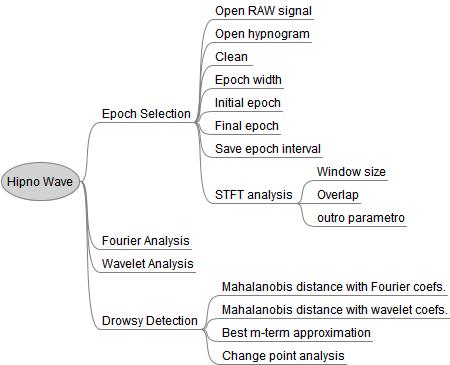 Hipno Wave
Epoch Selection
Open RAW signal
Open hypnogram
Clean
Epoch width
Initial epoch
Final epoch
Save epoch interval
STFT analysis
Window size
Overlap
outro parametro
Fourier Analysis
Wavelet Analysis
Drowsy Detection
Mahalanobis distance with Fourier coefs.
Mahalanobis distance with wavelet coefs.
Best m-term approximation
Change point analysis